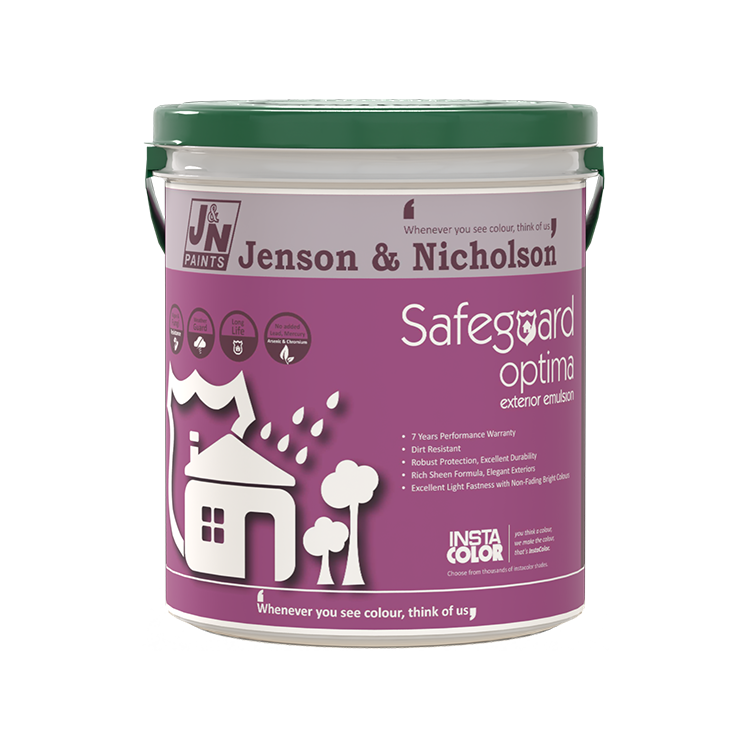 J&N
PAINTS
Whenever you see colour, think of us
Jenson & Nicholson
Guard
Long
Life
No added
Lead, Mercury
Arsenic & Chromium
Safeguard
optima
exterior emulsion
• 7 Years Performance Warranty
• Dirt Resistant
• Robust Protection, Excellent Durability
• Rich Sheen Formula, Elegant Exteriors
• Excellent Light Fastness with Non-Fading Bright Colours
INSTA
COLOR
you think a colour,
we make the colour,
that's InstaColor.
Choose from thousands of instacolor shades.
Whenever you see colour, think of us